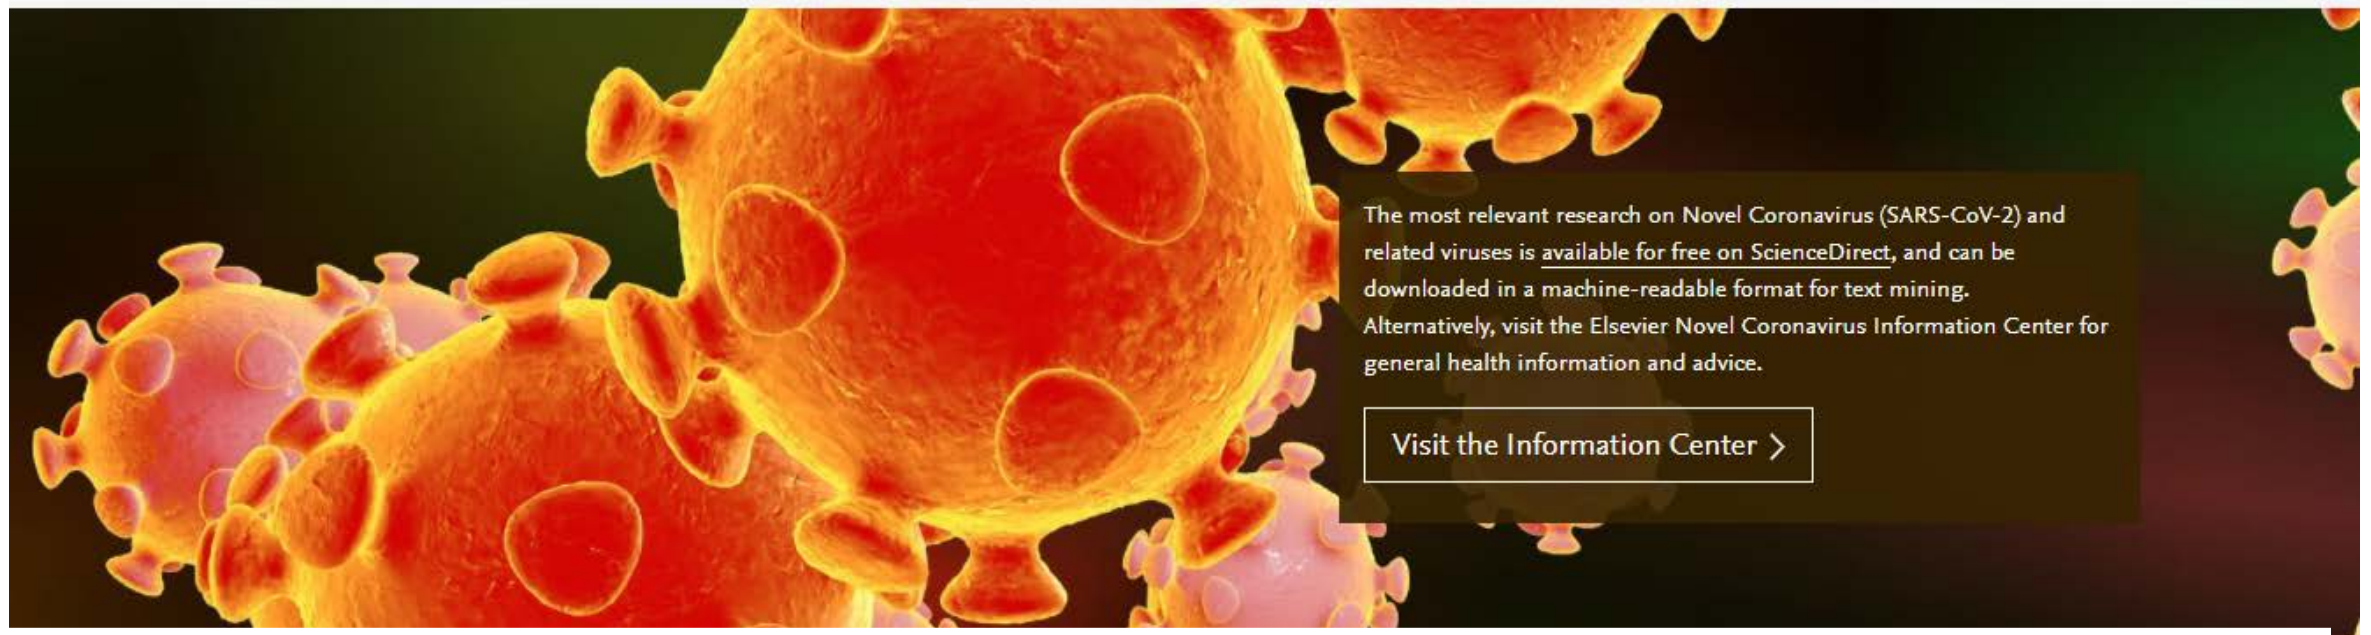 The most relevant research on Novel Coronavirus (SARS-CoV-2) and
related viruses is available for free on ScienceDirect, and can be
downloaded in a machine-readable format for text mining.
Alternatively, visit the Elsevier Novel Coronavirus Information Center for
general health information and advice.
Visit the Information Center >